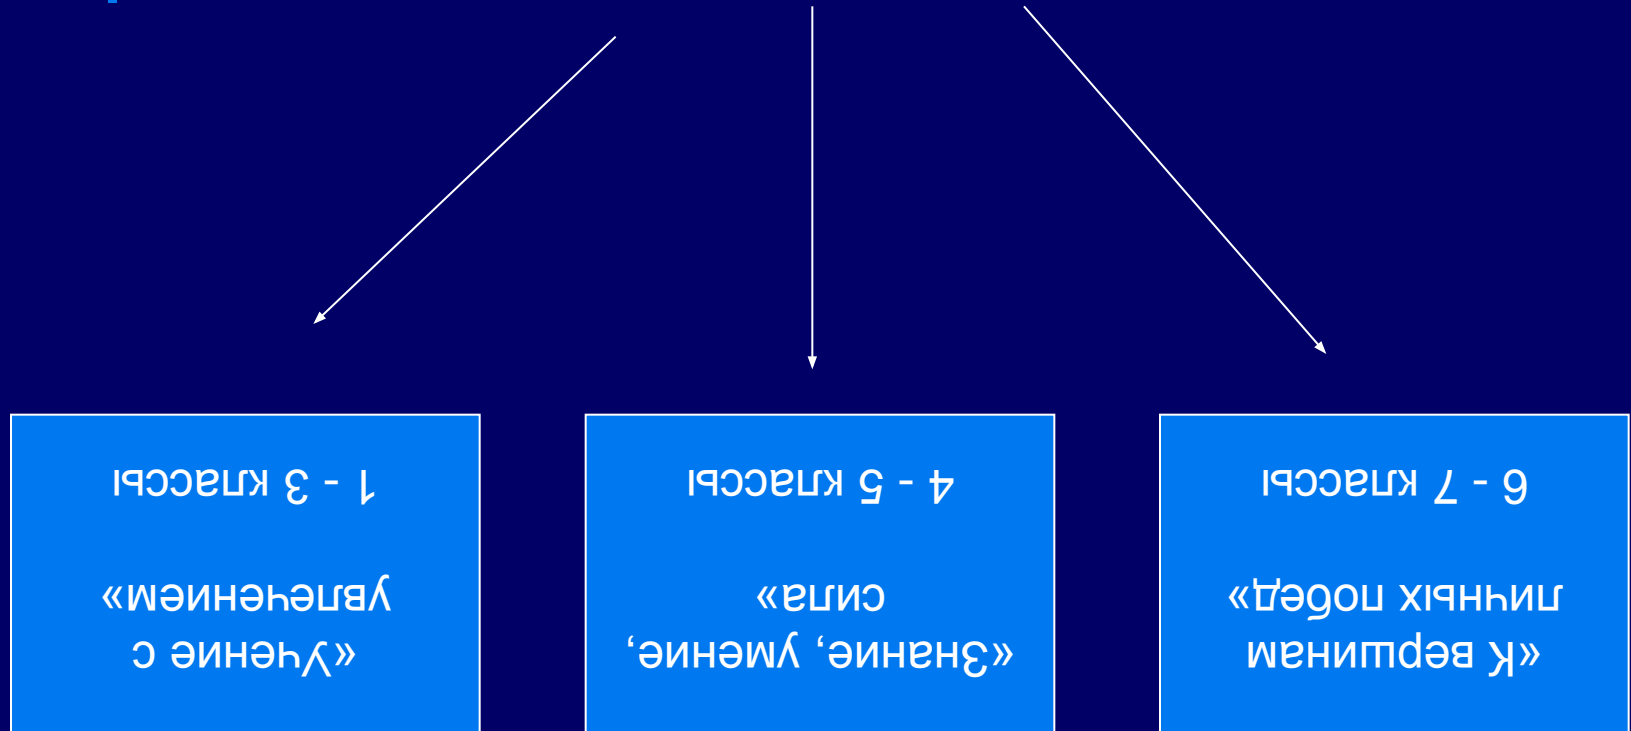 «Учение с
увлечением»
1 - 3 классы
«Знание, умение,
сила»
4 - 5 классы
«К вершинам
личных побед»
6 - 7 классы